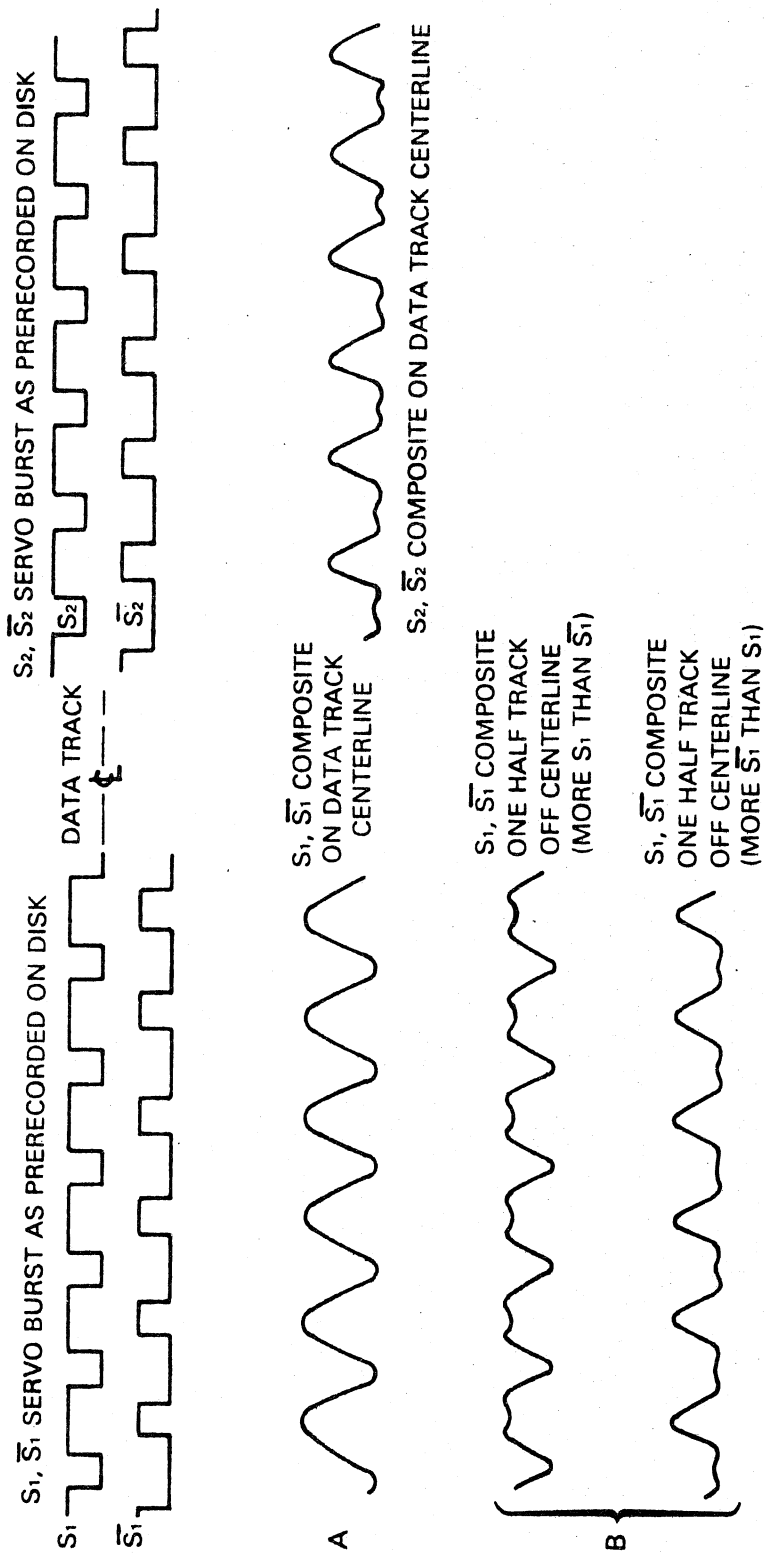 S₁, S̅₁ SERVO BURST AS PRERECORDED ON DISK
S₂, S̅₂ SERVO BURST AS PRERECORDED ON DISK
S₁
DATA TRACK
S₂
S̅₁
℄
S̅₂
A
S₁, S̅₁ COMPOSITE
ON DATA TRACK
CENTERLINE
S₂, S̅₂ COMPOSITE ON DATA TRACK CENTERLINE
B
S₁, S̅₁ COMPOSITE
ONE HALF TRACK
OFF CENTERLINE
(MORE S₁ THAN S̅₁)
S₁, S̅₁ COMPOSITE
ONE HALF TRACK
OFF CENTERLINE
(MORE S̅₁ THAN S₁)